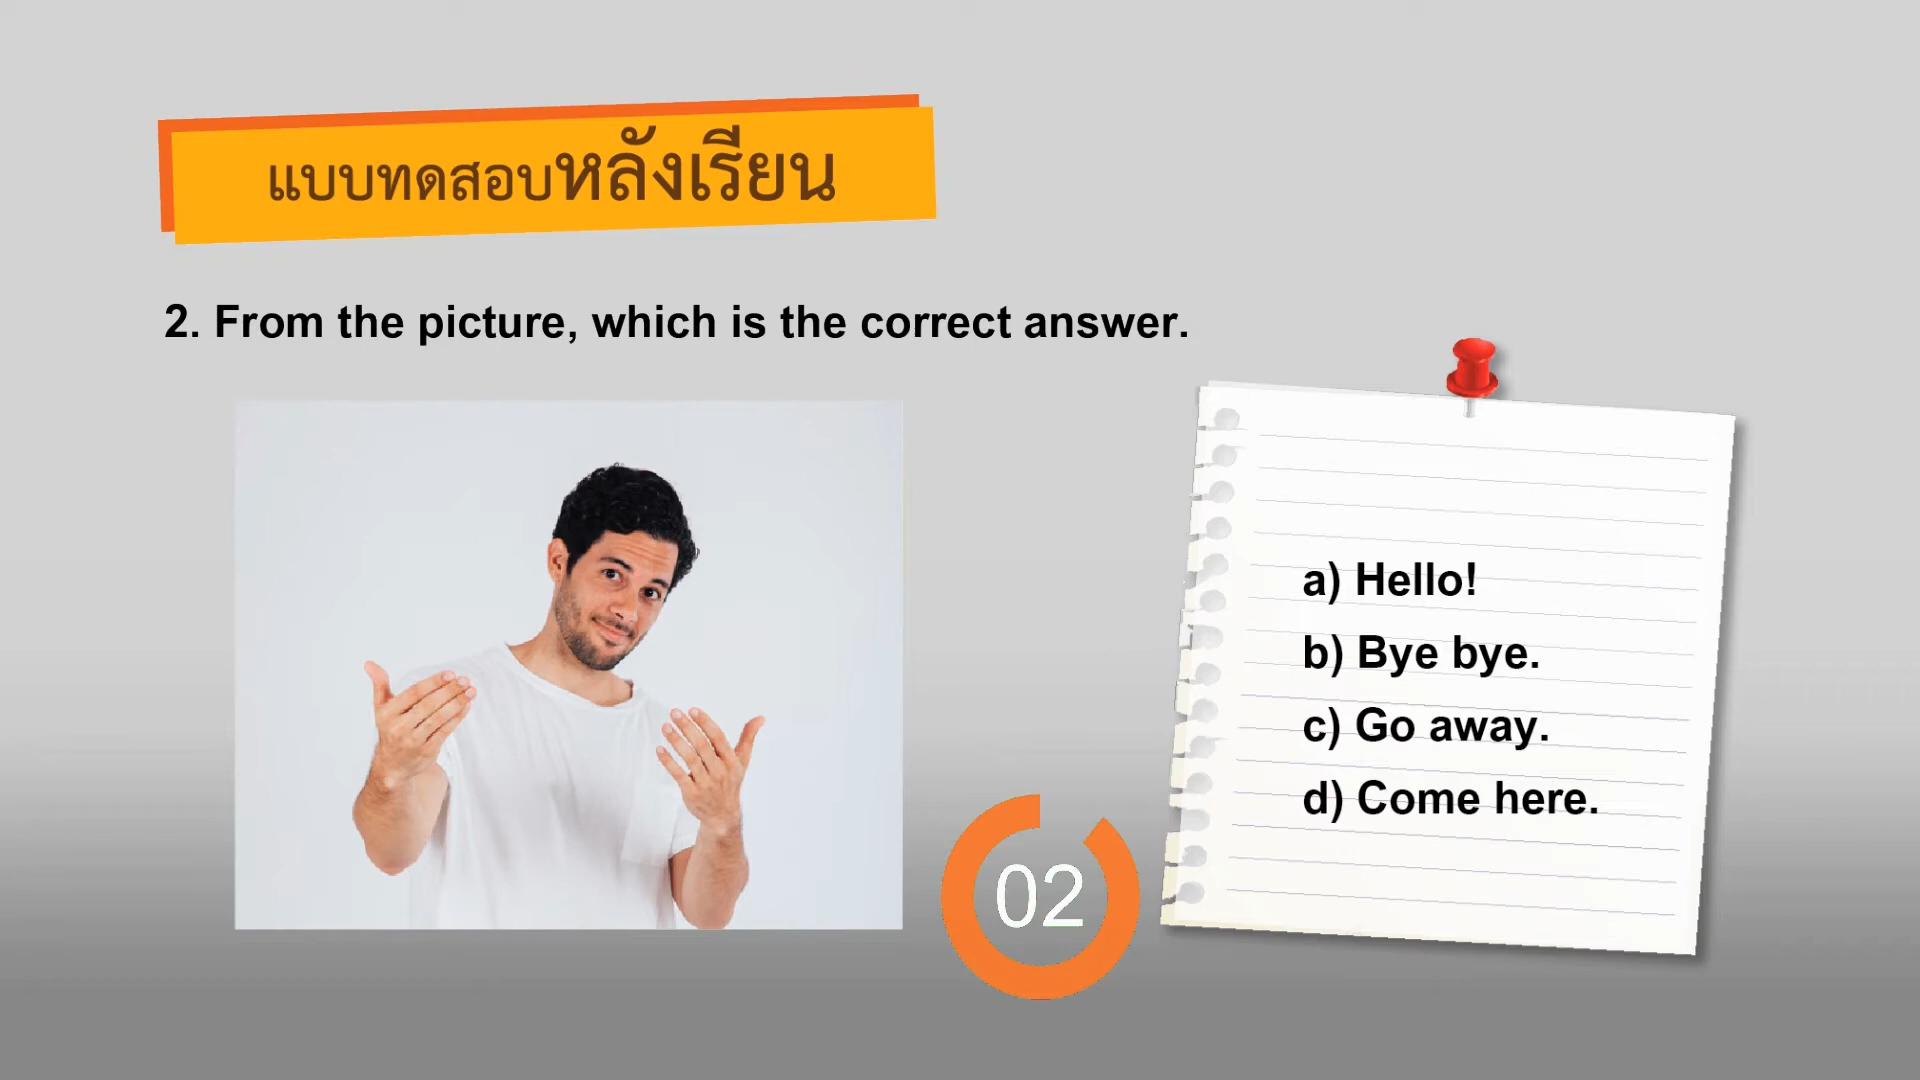 แบบทดสอบหลังเรียน
2. From the picture, which is the correct answer.
a) Hello!
b) Bye bye.
c) Go away.
d) Come here.
02